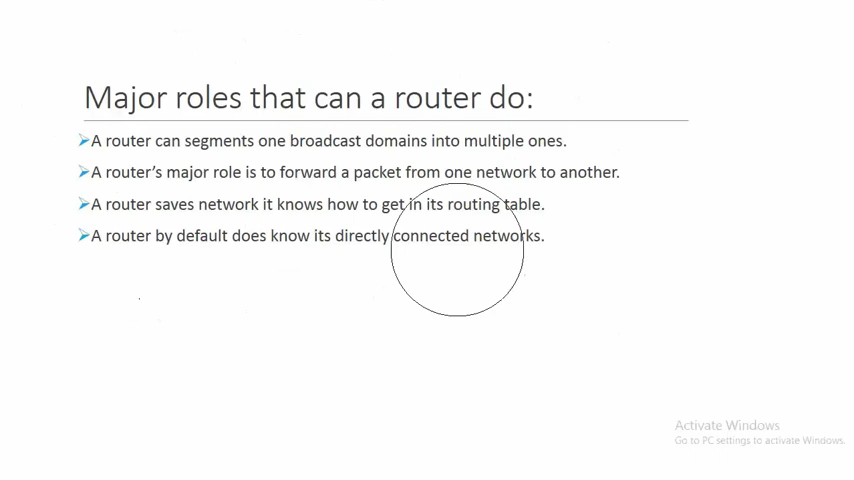 Major roles that can a router do:
A router can segments one broadcast domains into multiple ones.
A router’s major role is to forward a packet from one network to another.
A router saves network it knows how to get in its routing table.
A router by default does know its directly connected networks.
Activate Windows
Go to PC settings to activate Windows.